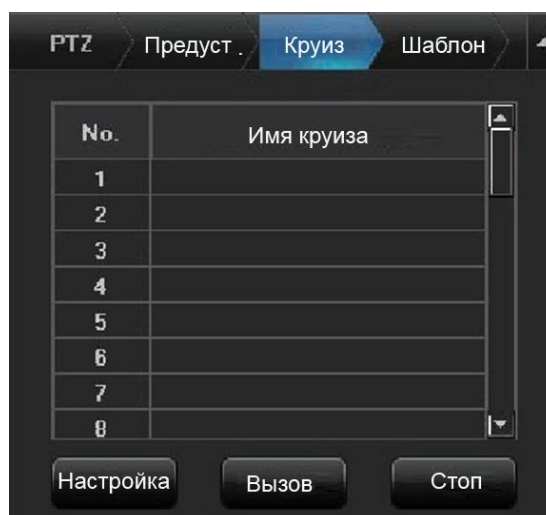 PTZ Предуст . Круиз Шаблон
No. Имя круиза
1
2
3
4
5
6
7
8
Настройка Вызов Стоп